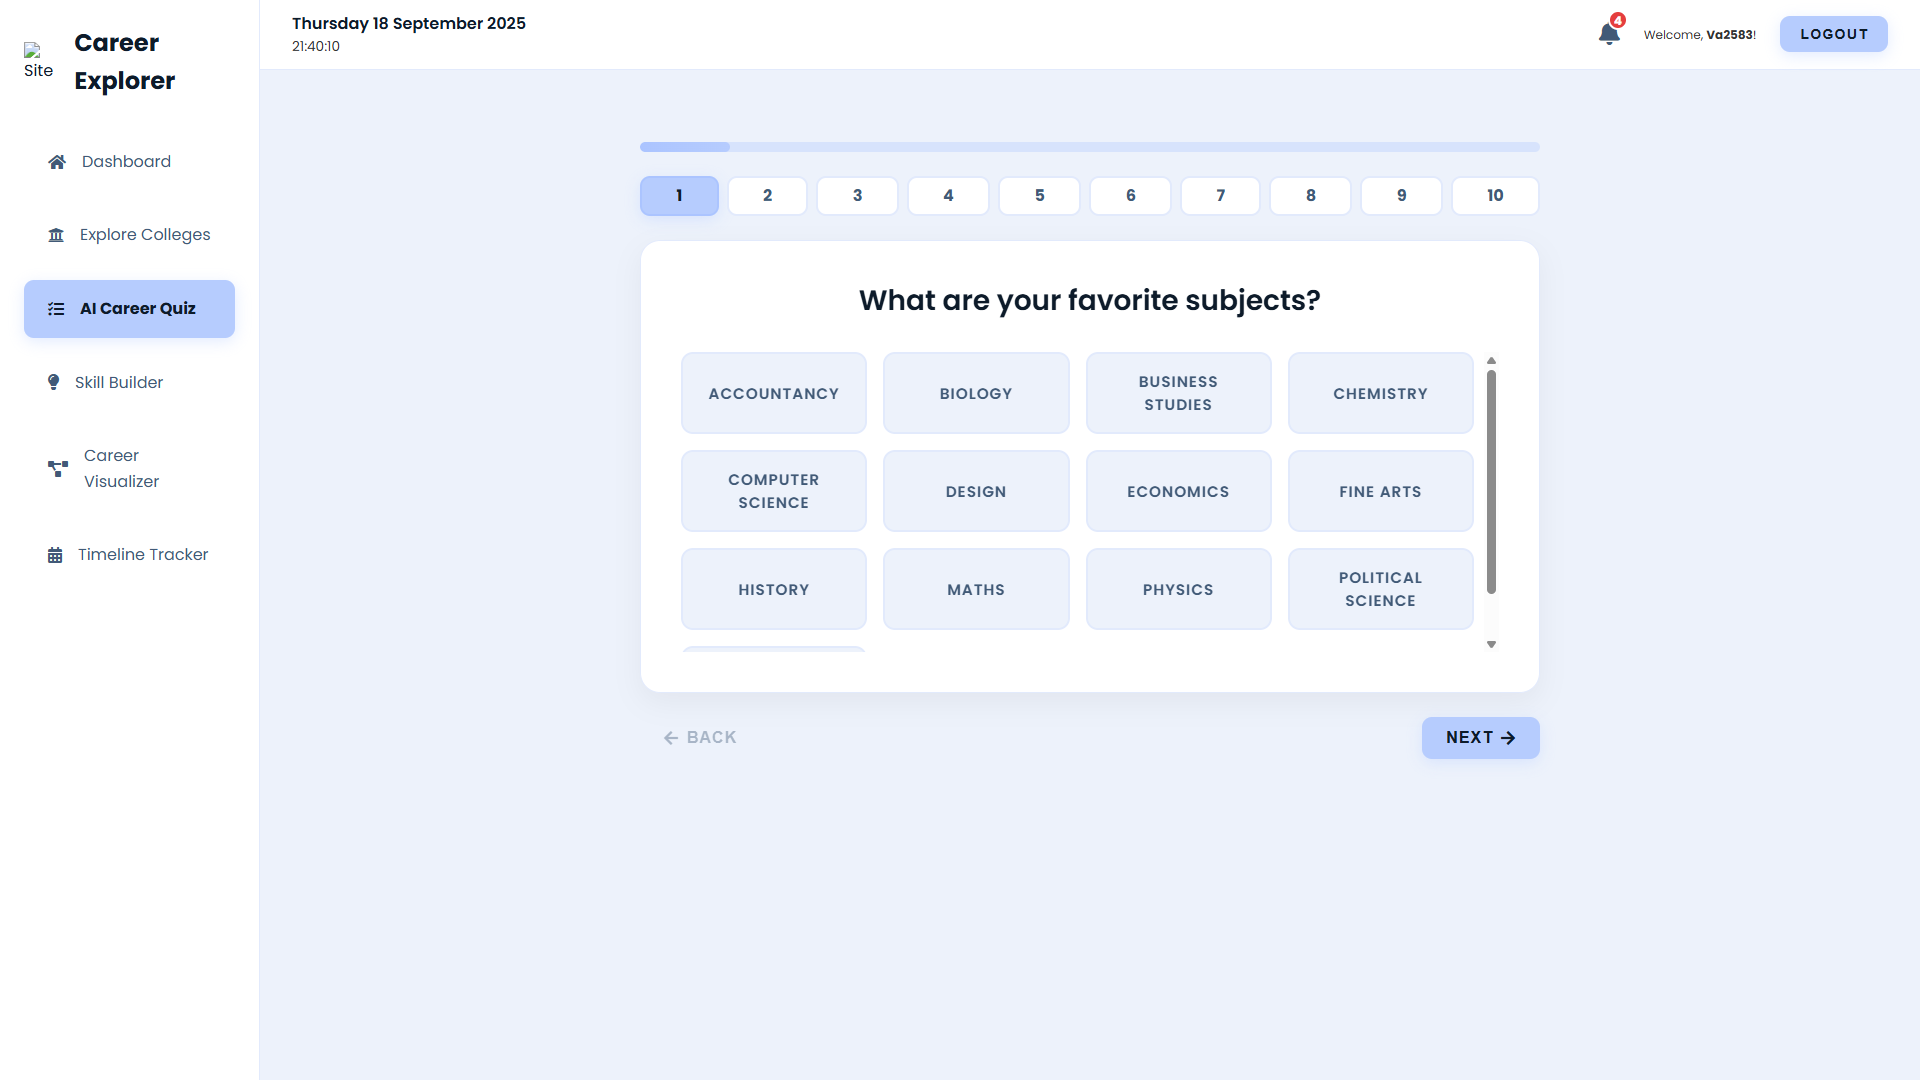 Site
Career
Explorer
Dashboard
Explore Colleges
AI Career Quiz
Skill Builder
Career
Visualizer
Timeline Tracker
Thursday 18 September 2025
21:40:10
4
Welcome, Va2583!
LOGOUT
1 2 3 4 5 6 7 8 9 10
What are your favorite subjects?
ACCOUNTANCY
BIOLOGY
BUSINESS
STUDIES
CHEMISTRY
COMPUTER
SCIENCE
DESIGN
ECONOMICS
FINE ARTS
HISTORY
MATHS
PHYSICS
POLITICAL
SCIENCE
BACK
NEXT